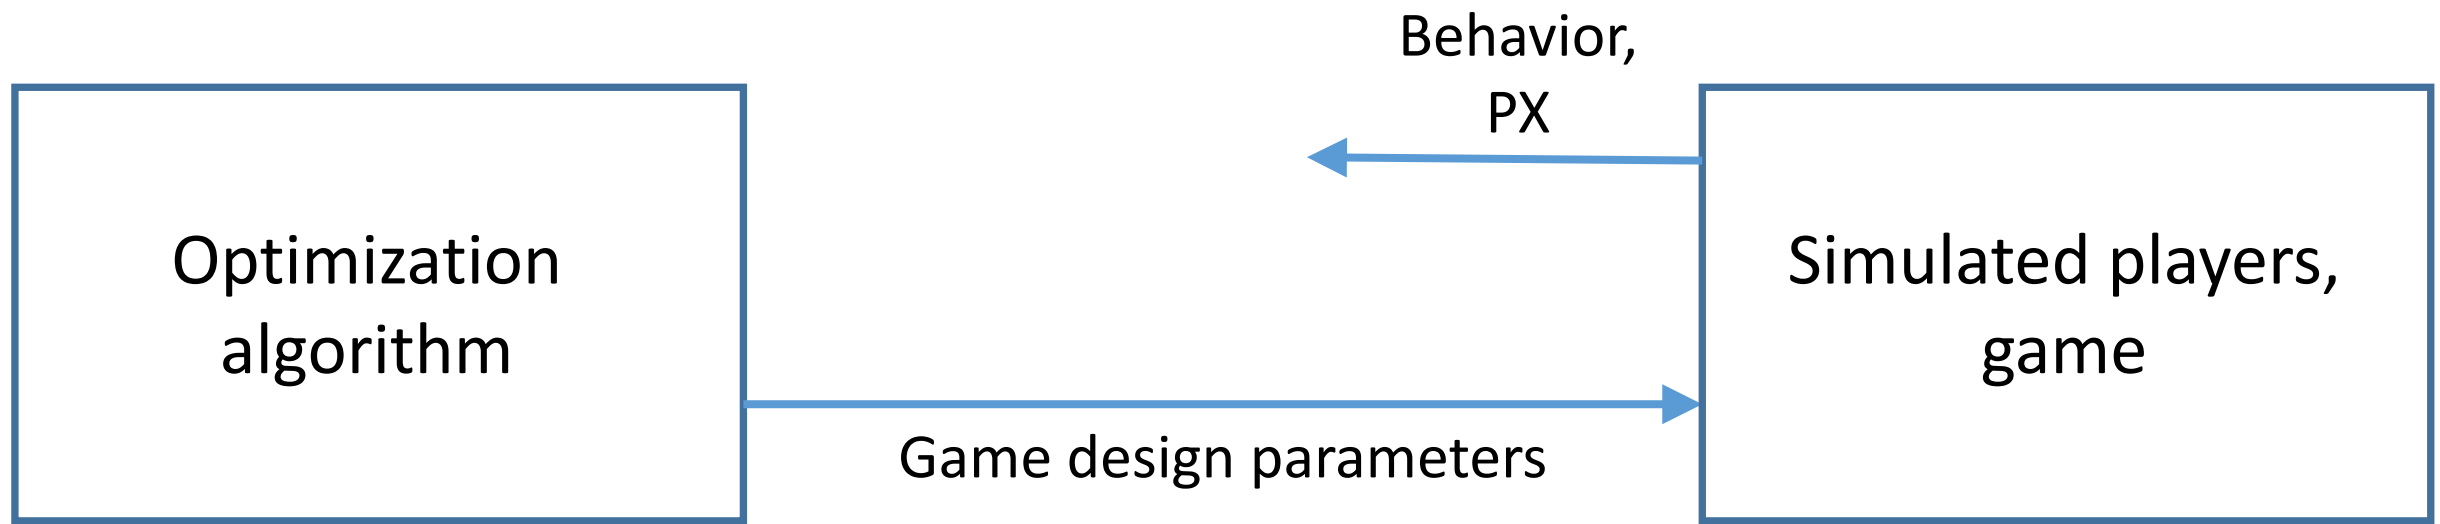 Behavior,
PX
Optimization
algorithm
Simulated players,
game
Game design parameters